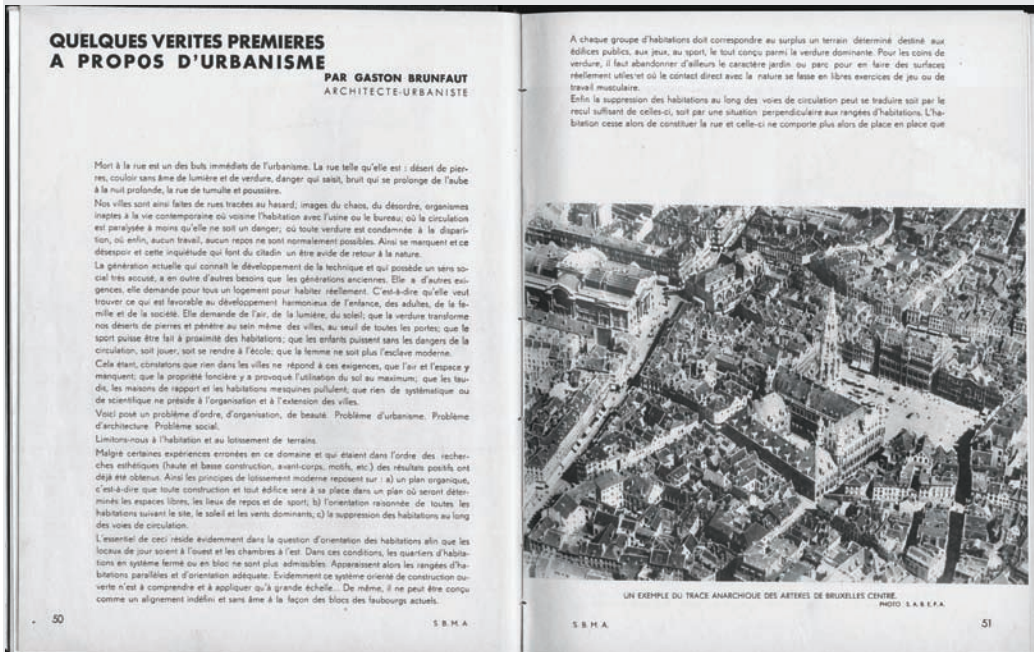 QUELQUES VERITES PREMIERES
A PROPOS D'URBANISME
PAR GASTON BRUNFAUT
ARCHITECTE-URBANISTE
Mort à la rue est un des buts immédiats de l'urbanisme. La rue telle qu'elle est : désert de pier-
res, couloir sans âme de lumière et de verdure, danger qui saisit, bruit qui se prolonge de l'aube
à la nuit profonde, la rue de tumulte et poussière.
Nos villes sont ainsi faites de rues tracées au hasard; images du chaos, du désordre, organismes
inaptes à la vie contemporaine où voisine l'habitation avec l'usine ou le bureau; où la circulation
est paralysée à moins qu'elle ne soit un danger; où toute verdure est condamnée à la dispari-
tion, où enfin, aucun travail, aucun repos ne sont normalement possibles. Ainsi se marquent et ce
désespoir et cette inquiétude qui font du citadin un être avide de retour à la nature.
La génération actuelle qui connaît le développement de la technique et qui possède un sens so-
cial très accusé, a en outre d'autres besoins que les générations anciennes. Elle a d'autres exi-
gences, elle demande pour tous un logement pour habiter réellement. C'est-à-dire qu'elle veut
trouver ce qui est favorable au développement harmonieux de l'enfance, des adultes, de la fa-
mille et de la société. Elle demande de l'air, de la lumière, du soleil; que la verdure transforme
nos déserts de pierres et pénètre au sein même des villes, au seuil de toutes les portes; que le
sport puisse être fait à proximité des habitations; que les enfants puissent sans les dangers de la
circulation, soit jouer, soit se rendre à l'école; que la femme ne soit plus l'esclave moderne.
Cela étant, constatons que rien dans les villes ne répond à ces exigences, que l'air et l'espace y
manquent; que la propriété foncière y a provoqué l'utilisation du sol au maximum; que les tau-
dis, les maisons de rapport et les habitations mesquines pullulent; que rien de systématique ou
de scientifique ne préside à l'organisation et à l'extension des villes.
Voici posé un problème d'ordre, d'organisation, de beauté. Problème d'urbanisme. Problème
d'architecture. Problème social.
Limitons-nous à l'habitation et au lotissement de terrains.
Malgré certaines expériences erronées en ce domaine et qui étaient dans l'ordre des recher-
ches esthétiques (haute et basse construction, avant-corps, motifs, etc.) des résultats positifs ont
déjà été obtenus. Ainsi les principes de lotissement moderne reposent sur : a) un plan organique,
c'est-à-dire que toute construction et tout édifice sera à sa place dans un plan où seront déter-
minés les espaces libres, les lieux de repos et de sport; b) l'orientation raisonnée de toutes les
habitations suivant le site, le soleil et les vents dominants; c) la suppression des habitations au long
des voies de circulation.
L'essentiel de ceci réside évidemment dans la question d'orientation des habitations afin que les
locaux de jour soient à l'ouest et les chambres à l'est. Dans ces conditions, les quartiers d'habita-
tions en système fermé ou en bloc ne sont plus admissibles. Apparaissent alors les rangées d'ha-
bitations parallèles et d'orientation adéquate. Evidemment ce système orienté de construction ou-
verte n'est à comprendre et à appliquer qu'à grande échelle... De même, il ne peut être conçu
comme un alignement indéfini et sans âme à la façon des blocs des faubourgs actuels.
50
S. B. M. A
A chaque groupe d'habitations doit correspondre au surplus un terrain déterminé destiné aux
édifices publics, aux jeux, au sport, le tout conçu parmi la verdure dominante. Pour les coins de
verdure, il faut abandonner d'ailleurs le caractère jardin ou parc pour en faire des surfaces
réellement utiles et où le contact direct avec la nature se fasse en libres exercices de jeu ou de
travail musculaire.
Enfin la suppression des habitations au long des voies de circulation peut se traduire soit par le
recul suffisant de celles-ci, soit par une situation perpendiculaire aux rangées d'habitations. L'ha-
bitation cesse alors de constituer la rue et celle-ci ne comporte plus alors de place en place que
UN EXEMPLE DU TRACE ANARCHIQUE DES ARTERES DE BRUXELLES CENTRE.
PHOTO S. A. B. E. P. A.
S. B. M. A.
51